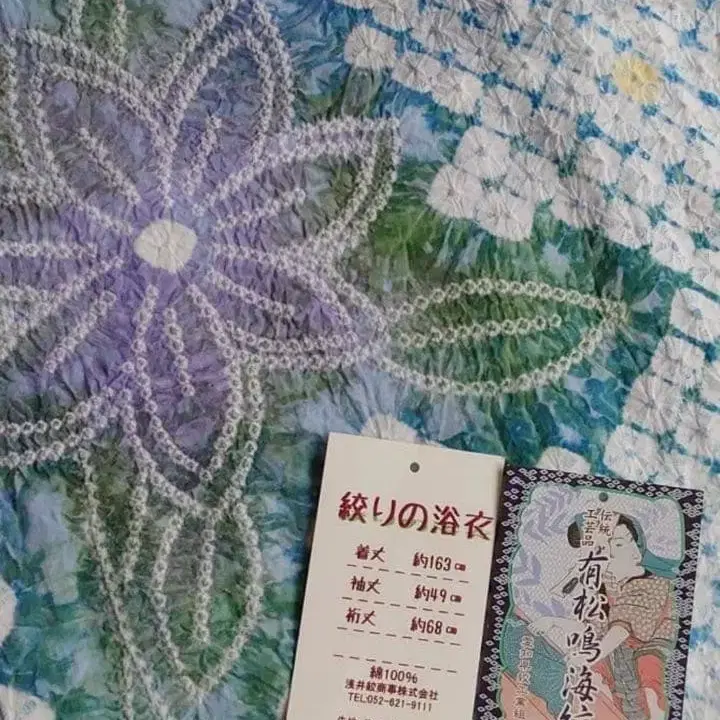 絞りの浴衣
着丈 約163㎝
袖丈 約49㎝
裄丈 約68㎝
綿100%
浅井絞商事株式会社
TEL:052-621-9111
伝統
工芸品
有松鳴海